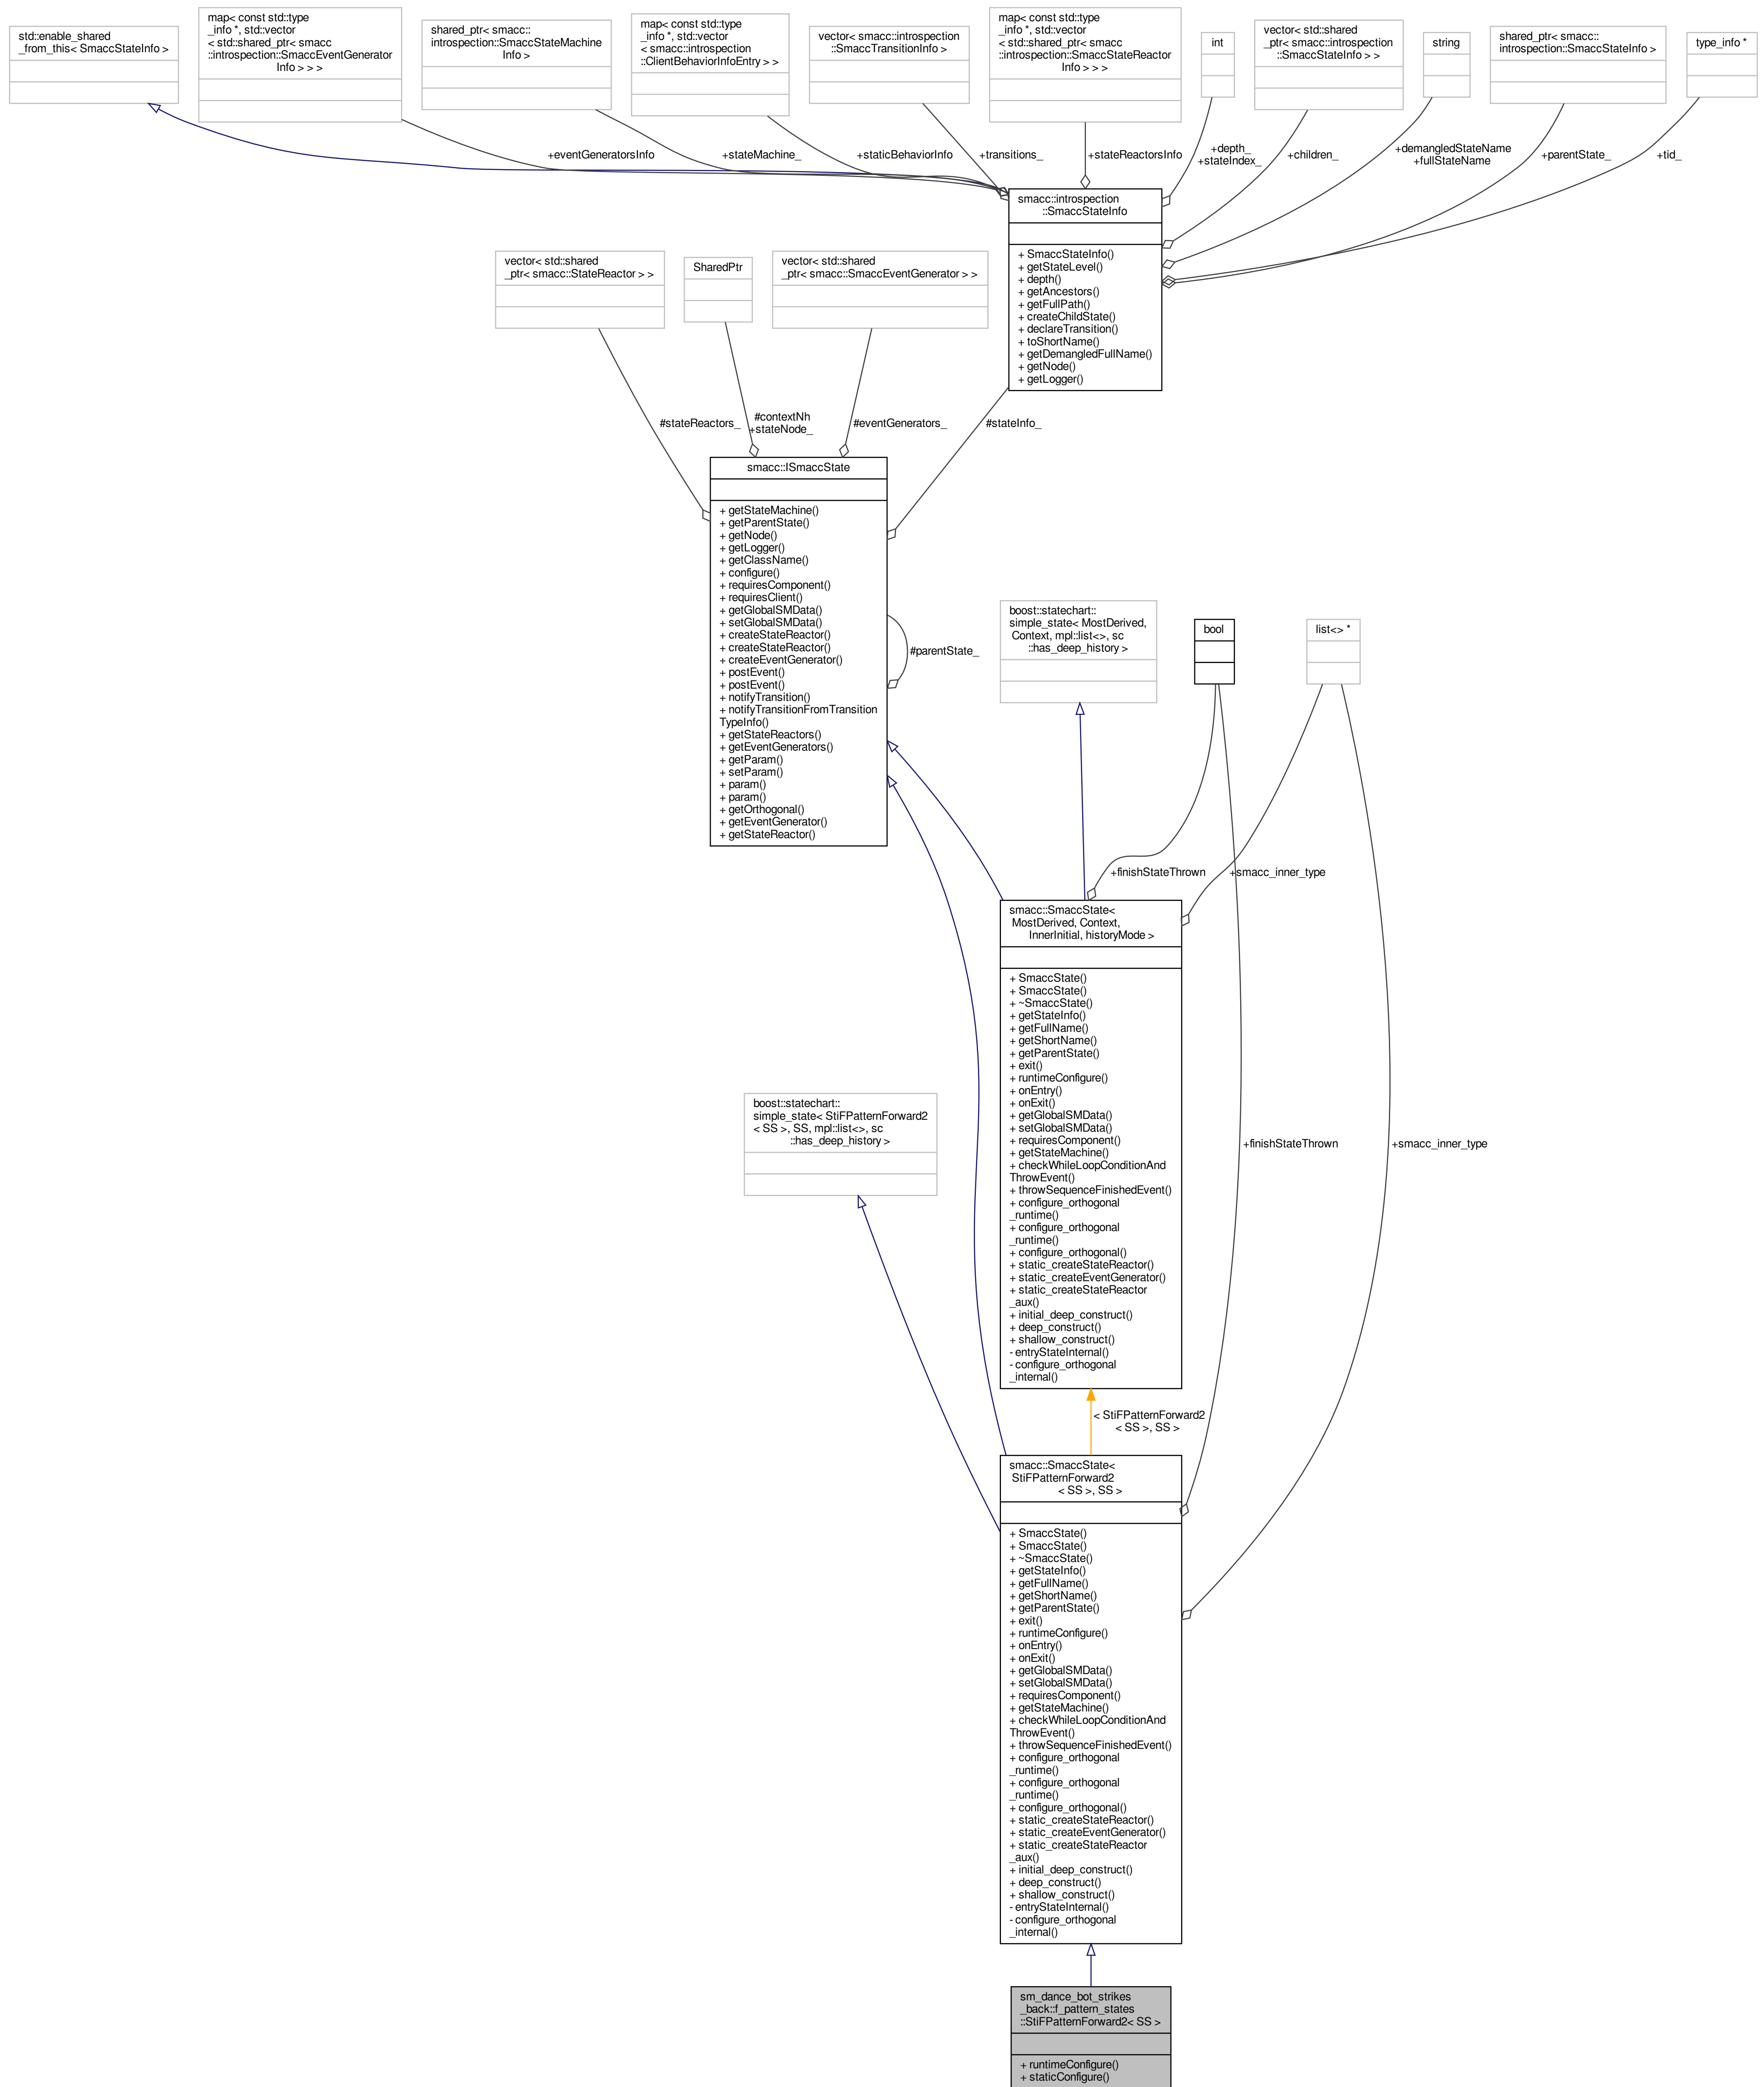 std::enable_shared
_from_this< SmaccStateInfo >
map< const std::type
_info *, std::vector
< std::shared_ptr< smacc
::introspection::SmaccEventGenerator
Info > > >
shared_ptr< smacc::
introspection::SmaccStateMachine
Info >
map< const std::type
_info *, std::vector
< smacc::introspection
::ClientBehaviorInfoEntry > >
vector< smacc::introspection
::SmaccTransitionInfo >
map< const std::type
_info *, std::vector
< std::shared_ptr< smacc
::introspection::SmaccStateReactor
Info > > >
int
vector< std::shared
_ptr< smacc::introspection
::SmaccStateInfo > >
string
shared_ptr< smacc::
introspection::SmaccStateInfo >
type_info *
+eventGeneratorsInfo
+stateMachine_
+staticBehaviorInfo
+transitions_
+stateReactorsInfo
+depth_
+stateIndex_
+children_
+demangledStateName
+fullStateName
+parentState_
+tid_
smacc::introspection
::SmaccStateInfo
+ SmaccStateInfo()
+ getStateLevel()
+ depth()
+ getAncestors()
+ getFullPath()
+ createChildState()
+ declareTransition()
+ toShortName()
+ getDemangledFullName()
+ getNode()
+ getLogger()
vector< std::shared
_ptr< smacc::StateReactor > >
SharedPtr
vector< std::shared
_ptr< smacc::SmaccEventGenerator > >
#stateReactors_
#contextNh
+stateNode_
#eventGenerators_
#stateInfo_
smacc::ISmaccState
+ getStateMachine()
+ getParentState()
+ getNode()
+ getLogger()
+ getClassName()
+ configure()
+ requiresComponent()
+ requiresClient()
+ getGlobalSMData()
+ setGlobalSMData()
+ createStateReactor()
+ createStateReactor()
+ createEventGenerator()
+ postEvent()
+ postEvent()
+ notifyTransition()
+ notifyTransitionFromTransition
TypeInfo()
+ getStateReactors()
+ getEventGenerators()
+ getParam()
+ setParam()
+ param()
+ param()
+ getOrthogonal()
+ getEventGenerator()
+ getStateReactor()
#parentState_
boost::statechart::
simple_state< MostDerived,
Context, mpl::list<>, sc
::has_deep_history >
bool
list<> *
+finishStateThrown
+smacc_inner_type
smacc::SmaccState<
MostDerived, Context,
InnerInitial, historyMode >
+ SmaccState()
+ SmaccState()
+ ~SmaccState()
+ getStateInfo()
+ getFullName()
+ getShortName()
+ getParentState()
+ exit()
+ runtimeConfigure()
+ onEntry()
+ onExit()
+ getGlobalSMData()
+ setGlobalSMData()
+ requiresComponent()
+ getStateMachine()
+ checkWhileLoopConditionAnd
ThrowEvent()
+ throwSequenceFinishedEvent()
+ configure_orthogonal
_runtime()
+ configure_orthogonal
_runtime()
+ configure_orthogonal()
+ static_createStateReactor()
+ static_createEventGenerator()
+ static_createStateReactor
_aux()
+ initial_deep_construct()
+ deep_construct()
+ shallow_construct()
- entryStateInternal()
- configure_orthogonal
_internal()
boost::statechart::
simple_state< StiFPatternForward2
< SS >, SS, mpl::list<>, sc
::has_deep_history >
+finishStateThrown
+smacc_inner_type
< StiFPatternForward2
< SS >, SS >
smacc::SmaccState<
StiFPatternForward2
< SS >, SS >
+ SmaccState()
+ SmaccState()
+ ~SmaccState()
+ getStateInfo()
+ getFullName()
+ getShortName()
+ getParentState()
+ exit()
+ runtimeConfigure()
+ onEntry()
+ onExit()
+ getGlobalSMData()
+ setGlobalSMData()
+ requiresComponent()
+ getStateMachine()
+ checkWhileLoopConditionAnd
ThrowEvent()
+ throwSequenceFinishedEvent()
+ configure_orthogonal
_runtime()
+ configure_orthogonal
_runtime()
+ configure_orthogonal()
+ static_createStateReactor()
+ static_createEventGenerator()
+ static_createStateReactor
_aux()
+ initial_deep_construct()
+ deep_construct()
+ shallow_construct()
- entryStateInternal()
- configure_orthogonal
_internal()
sm_dance_bot_strikes
_back::f_pattern_states
::StiFPatternForward2< SS >
+ runtimeConfigure()
+ staticConfigure()